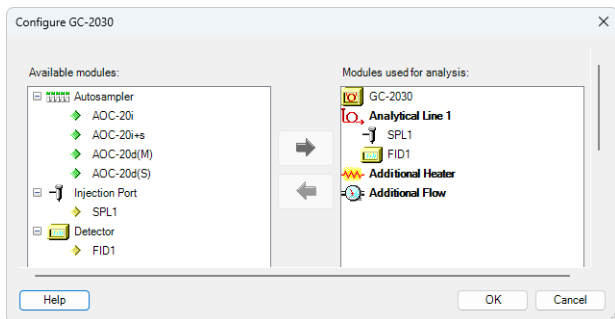 Configure GC-2030
Available modules:
Autosampler
AOC-20i
AOC-20i+s
AOC-20d(M)
AOC-20d(S)
Injection Port
SPL1
Detector
FID1
Modules used for analysis:
GC-2030
Analytical Line 1
SPL1
FID1
Additional Heater
Additional Flow
Help
OK
Cancel